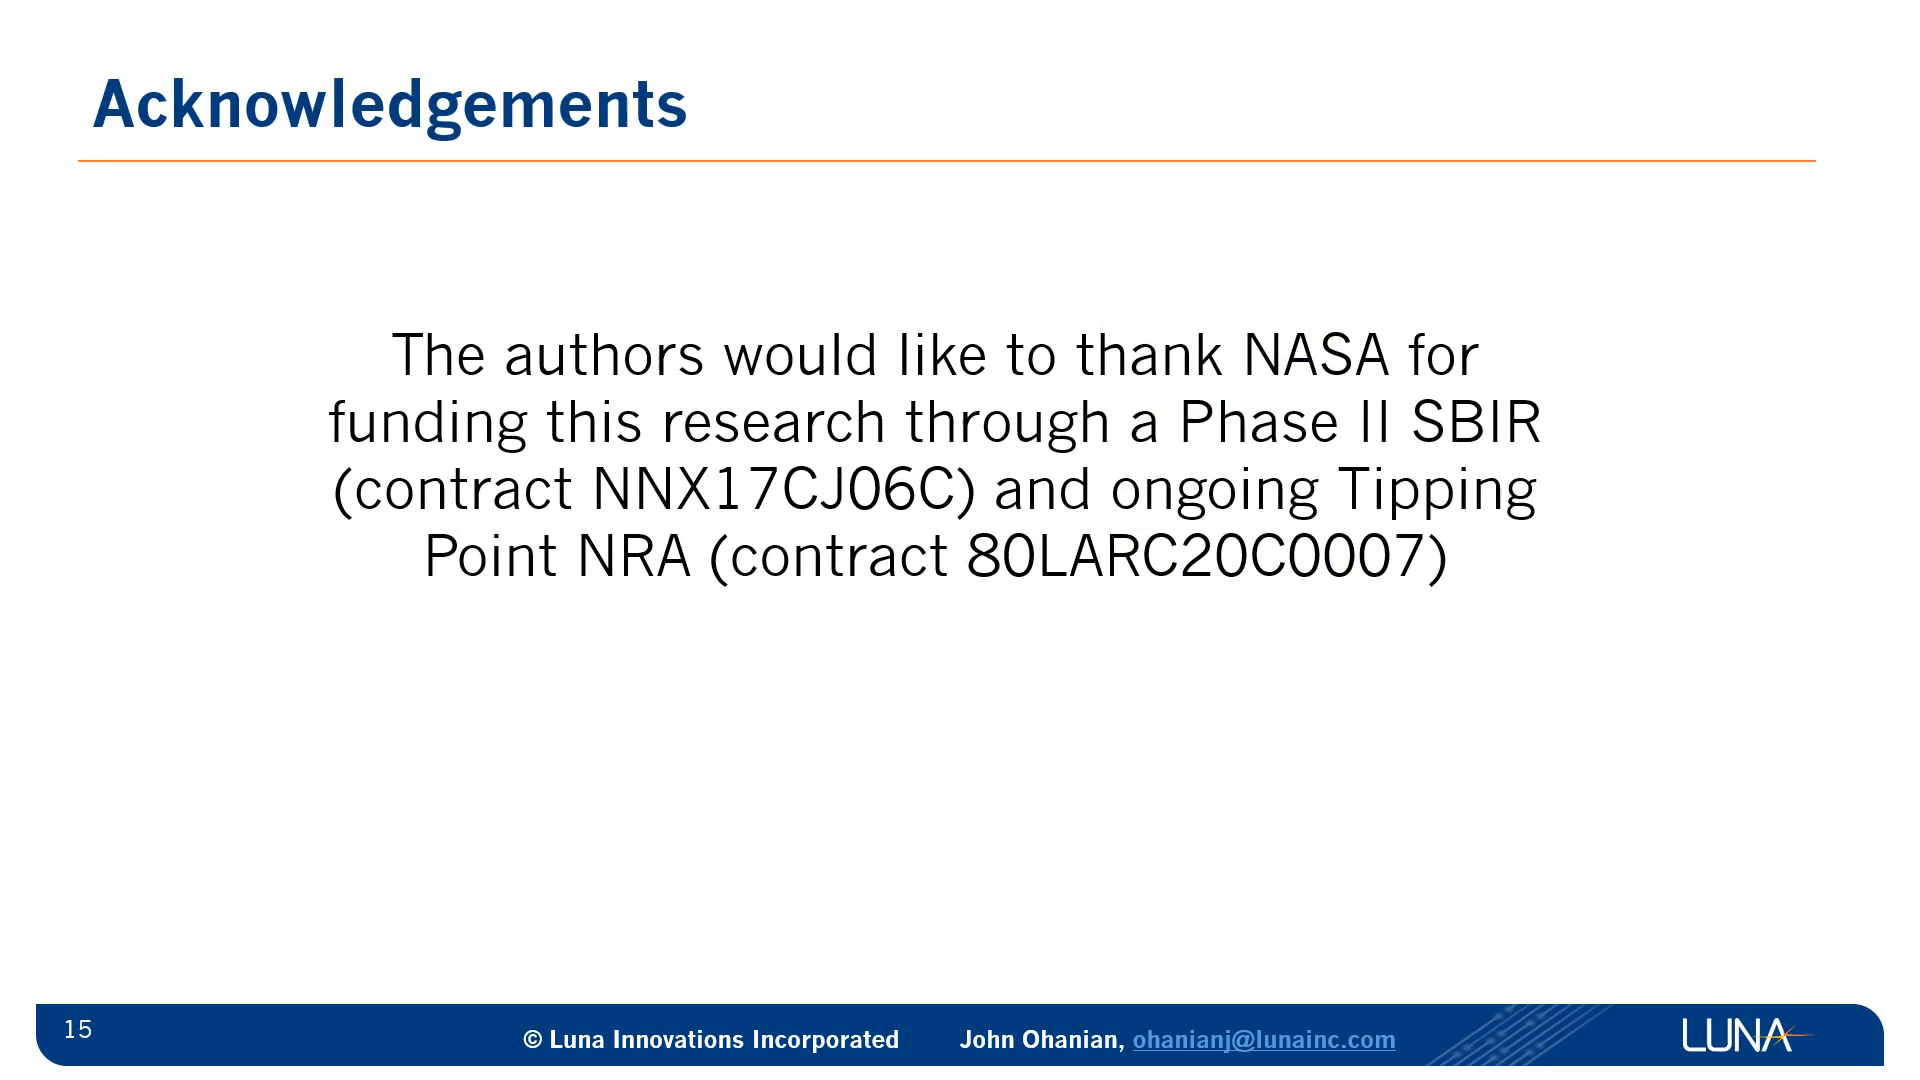 Acknowledgements
The authors would like to thank NASA for
funding this research through a Phase II SBIR
(contract NNX17CJ06C) and ongoing Tipping
Point NRA (contract 80LARC20C0007)
15
© Luna Innovations Incorporated John Ohanian, ohanianj@lunainc.com
LUNA